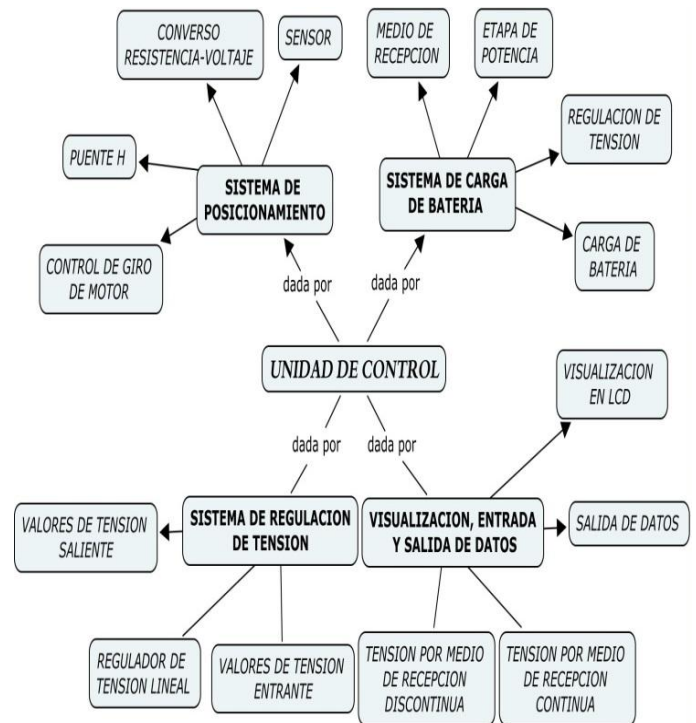 CONVERSO
RESISTENCIA-VOLTAJE
SENSOR
MEDIO DE
RECEPCION
ETAPA DE
POTENCIA
REGULACION DE
TENSION
PUENTE H
SISTEMA DE
POSICIONAMIENTO
SISTEMA DE CARGA
DE BATERIA
CONTROL DE GIRO
DE MOTOR
CARGA DE
BATERIA
dada por
dada por
UNIDAD DE CONTROL
VISUALIZACION
EN LCD
dada por
dada por
VALORES DE TENSION
SALIENTE
SISTEMA DE REGULACION
DE TENSION
VISUALIZACION, ENTRADA
Y SALIDA DE DATOS
SALIDA DE DATOS
REGULADOR DE
TENSION LINEAL
VALORES DE TENSION
ENTRANTE
TENSION POR MEDIO
DE RECEPCION
DISCONTINUA
TENSION POR MEDIO
DE RECEPCION
CONTINUA